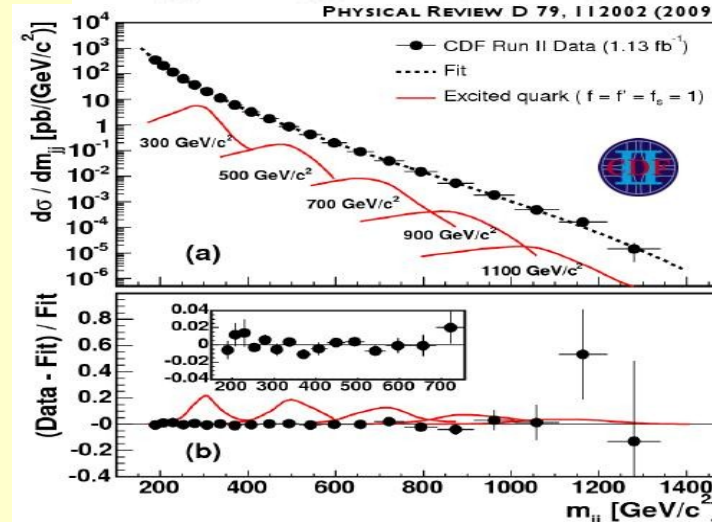 PHYSICAL REVIEW D 79, 112002 (2009
dσ / dm_jj [pb/(GeV/c²)]
10⁴
10³
10²
10
1
10⁻¹
10⁻²
10⁻³
10⁻⁴
10⁻⁵
10⁻⁶
CDF Run II Data (1.13 fb⁻¹)
Fit
Excited quark ( f = f' = fₛ = 1)
300 GeV/c²
500 GeV/c²
700 GeV/c²
900 GeV/c²
1100 GeV/c²
CDF
II
(a)
(Data - Fit) / Fit
0.8
0.6
0.4
0.2
-0
-0.2
-0.4
0.04
0.02
0
-0.02
-0.04
200 300 400 500 600 700
(b)
200 400 600 800 1000 1200 1400
m_jj [GeV/c²